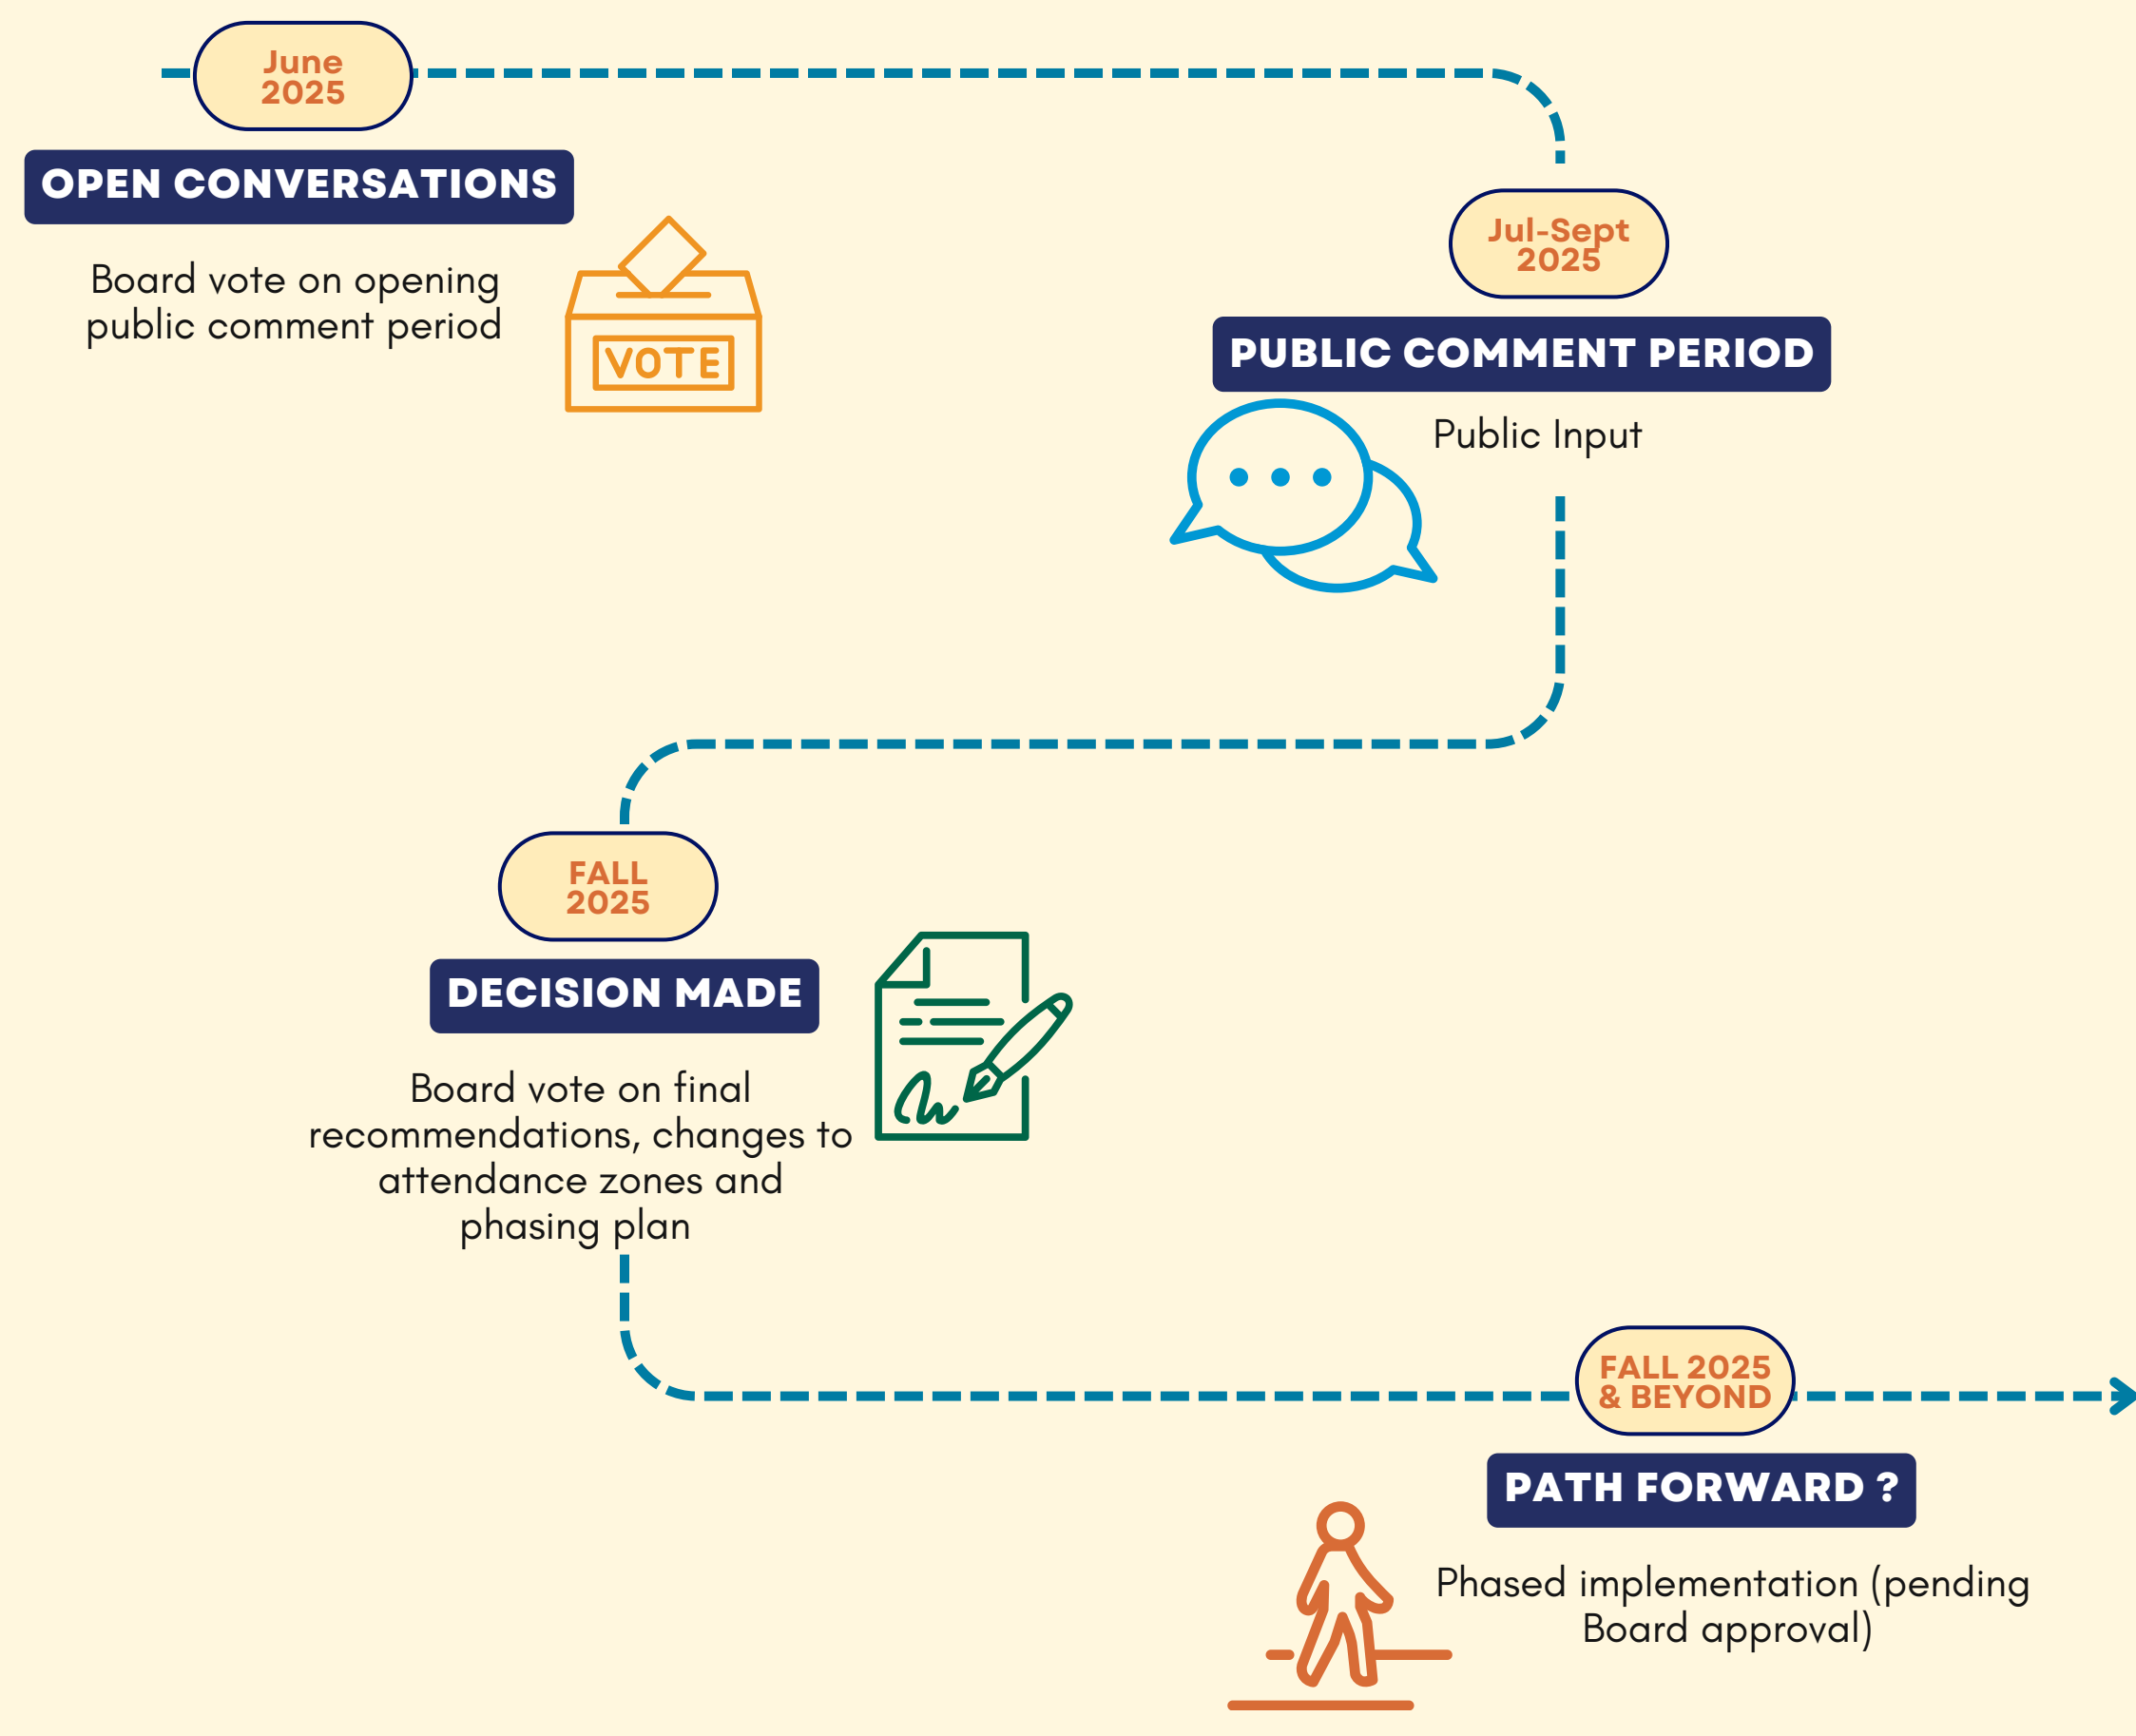 June
2025
OPEN CONVERSATIONS
Board vote on opening
public comment period
VOTE
Jul-Sept
2025
PUBLIC COMMENT PERIOD
Public Input
FALL
2025
DECISION MADE
Board vote on final
recommendations, changes to
attendance zones and
phasing plan
FALL 2025
& BEYOND
PATH FORWARD ?
Phased implementation (pending
Board approval)